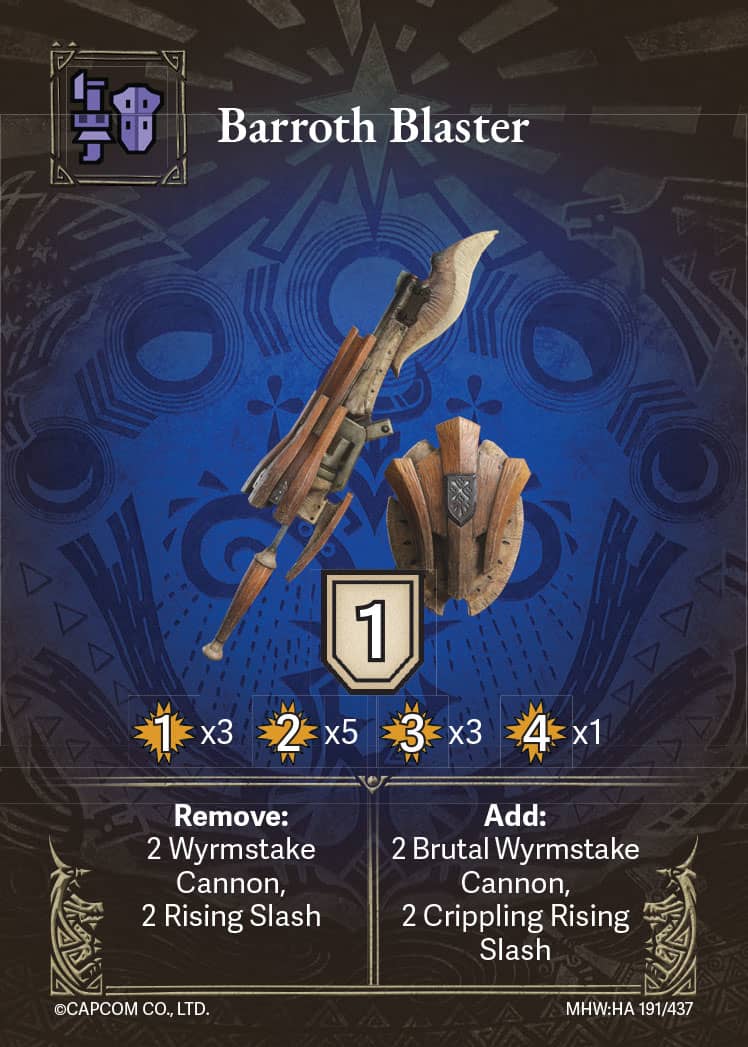 Barroth Blaster
1
1 x3 2 x5 3 x3 4 x1
Remove:
2 Wyrmstake
Cannon,
2 Rising Slash
Add:
2 Brutal Wyrmstake
Cannon,
2 Crippling Rising
Slash
©CAPCOM CO., LTD.
MHW:HA 191/437